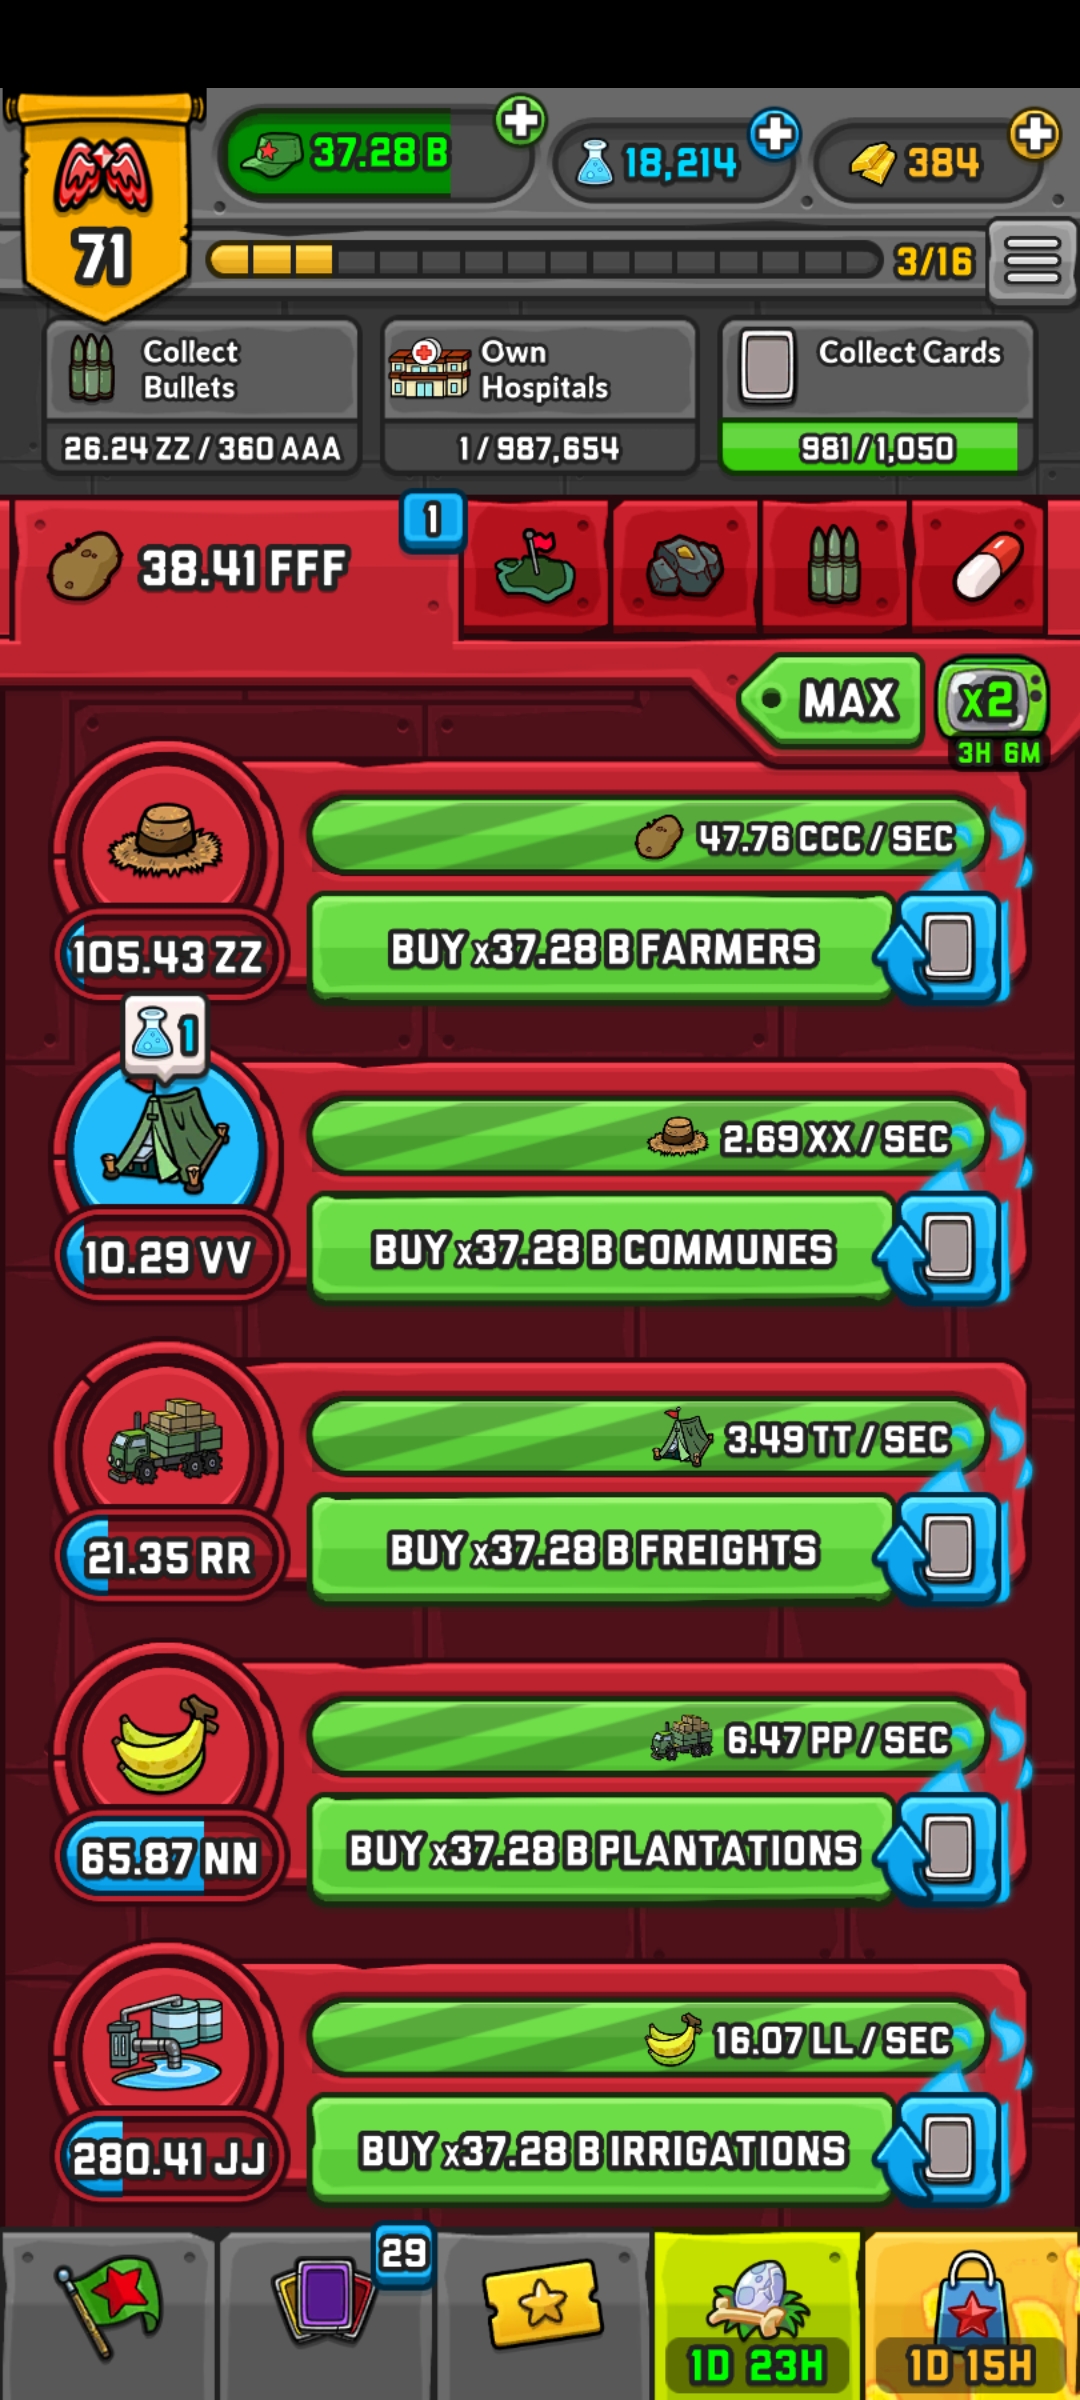 71
37.28 B
18,214
384
3/16
Collect
Bullets
26.24 ZZ / 360 AAA
Own
Hospitals
1 / 987,654
Collect Cards
981/1,050
38.41 FFF
1
MAX
x2
3H 6M
47.76 CCC / SEC
105.43 ZZ
BUY x37.28 B FARMERS
1
2.69 XX / SEC
10.29 VV
BUY x37.28 B COMMUNES
3.49 TT / SEC
21.35 RR
BUY x37.28 B FREIGHTS
6.47 PP / SEC
65.87 NN
BUY x37.28 B PLANTATIONS
16.07 LL / SEC
280.41 JJ
BUY x37.28 B IRRIGATIONS
29
1D 23H
1D 15H